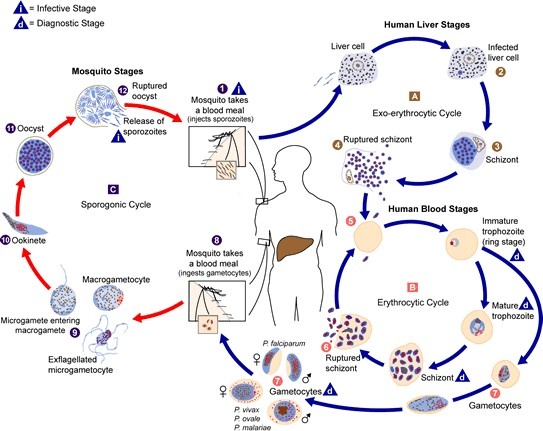 i = Infective Stage
d = Diagnostic Stage
Human Liver Stages
Liver cell
Infected
liver cell
2
Mosquito Stages
12 Ruptured
oocyst
1 i
Mosquito takes
a blood meal
(injects sporozoites)
A
Exo-erythrocytic Cycle
Release of
sporozoites
i
11 Oocyst
4 Ruptured schizont
3
Schizont
C
Sporogonic Cycle
Human Blood Stages
5
Immature
trophozoite
(ring stage)
d
10 Ookinete
8
Mosquito takes
a blood meal
(ingests gametocytes)
Macrogametocyte
B
Erythrocytic Cycle
Mature
trophozoite
d
Microgamete entering
macrogamete
9
Exflagellated
microgametocyte
6
Ruptured
schizont
P. falciparum
♀
♂
7
Gametocytes d
Schizont d
d
7
Gametocytes
♀
♂
P. vivax
P. ovale
P. malariae